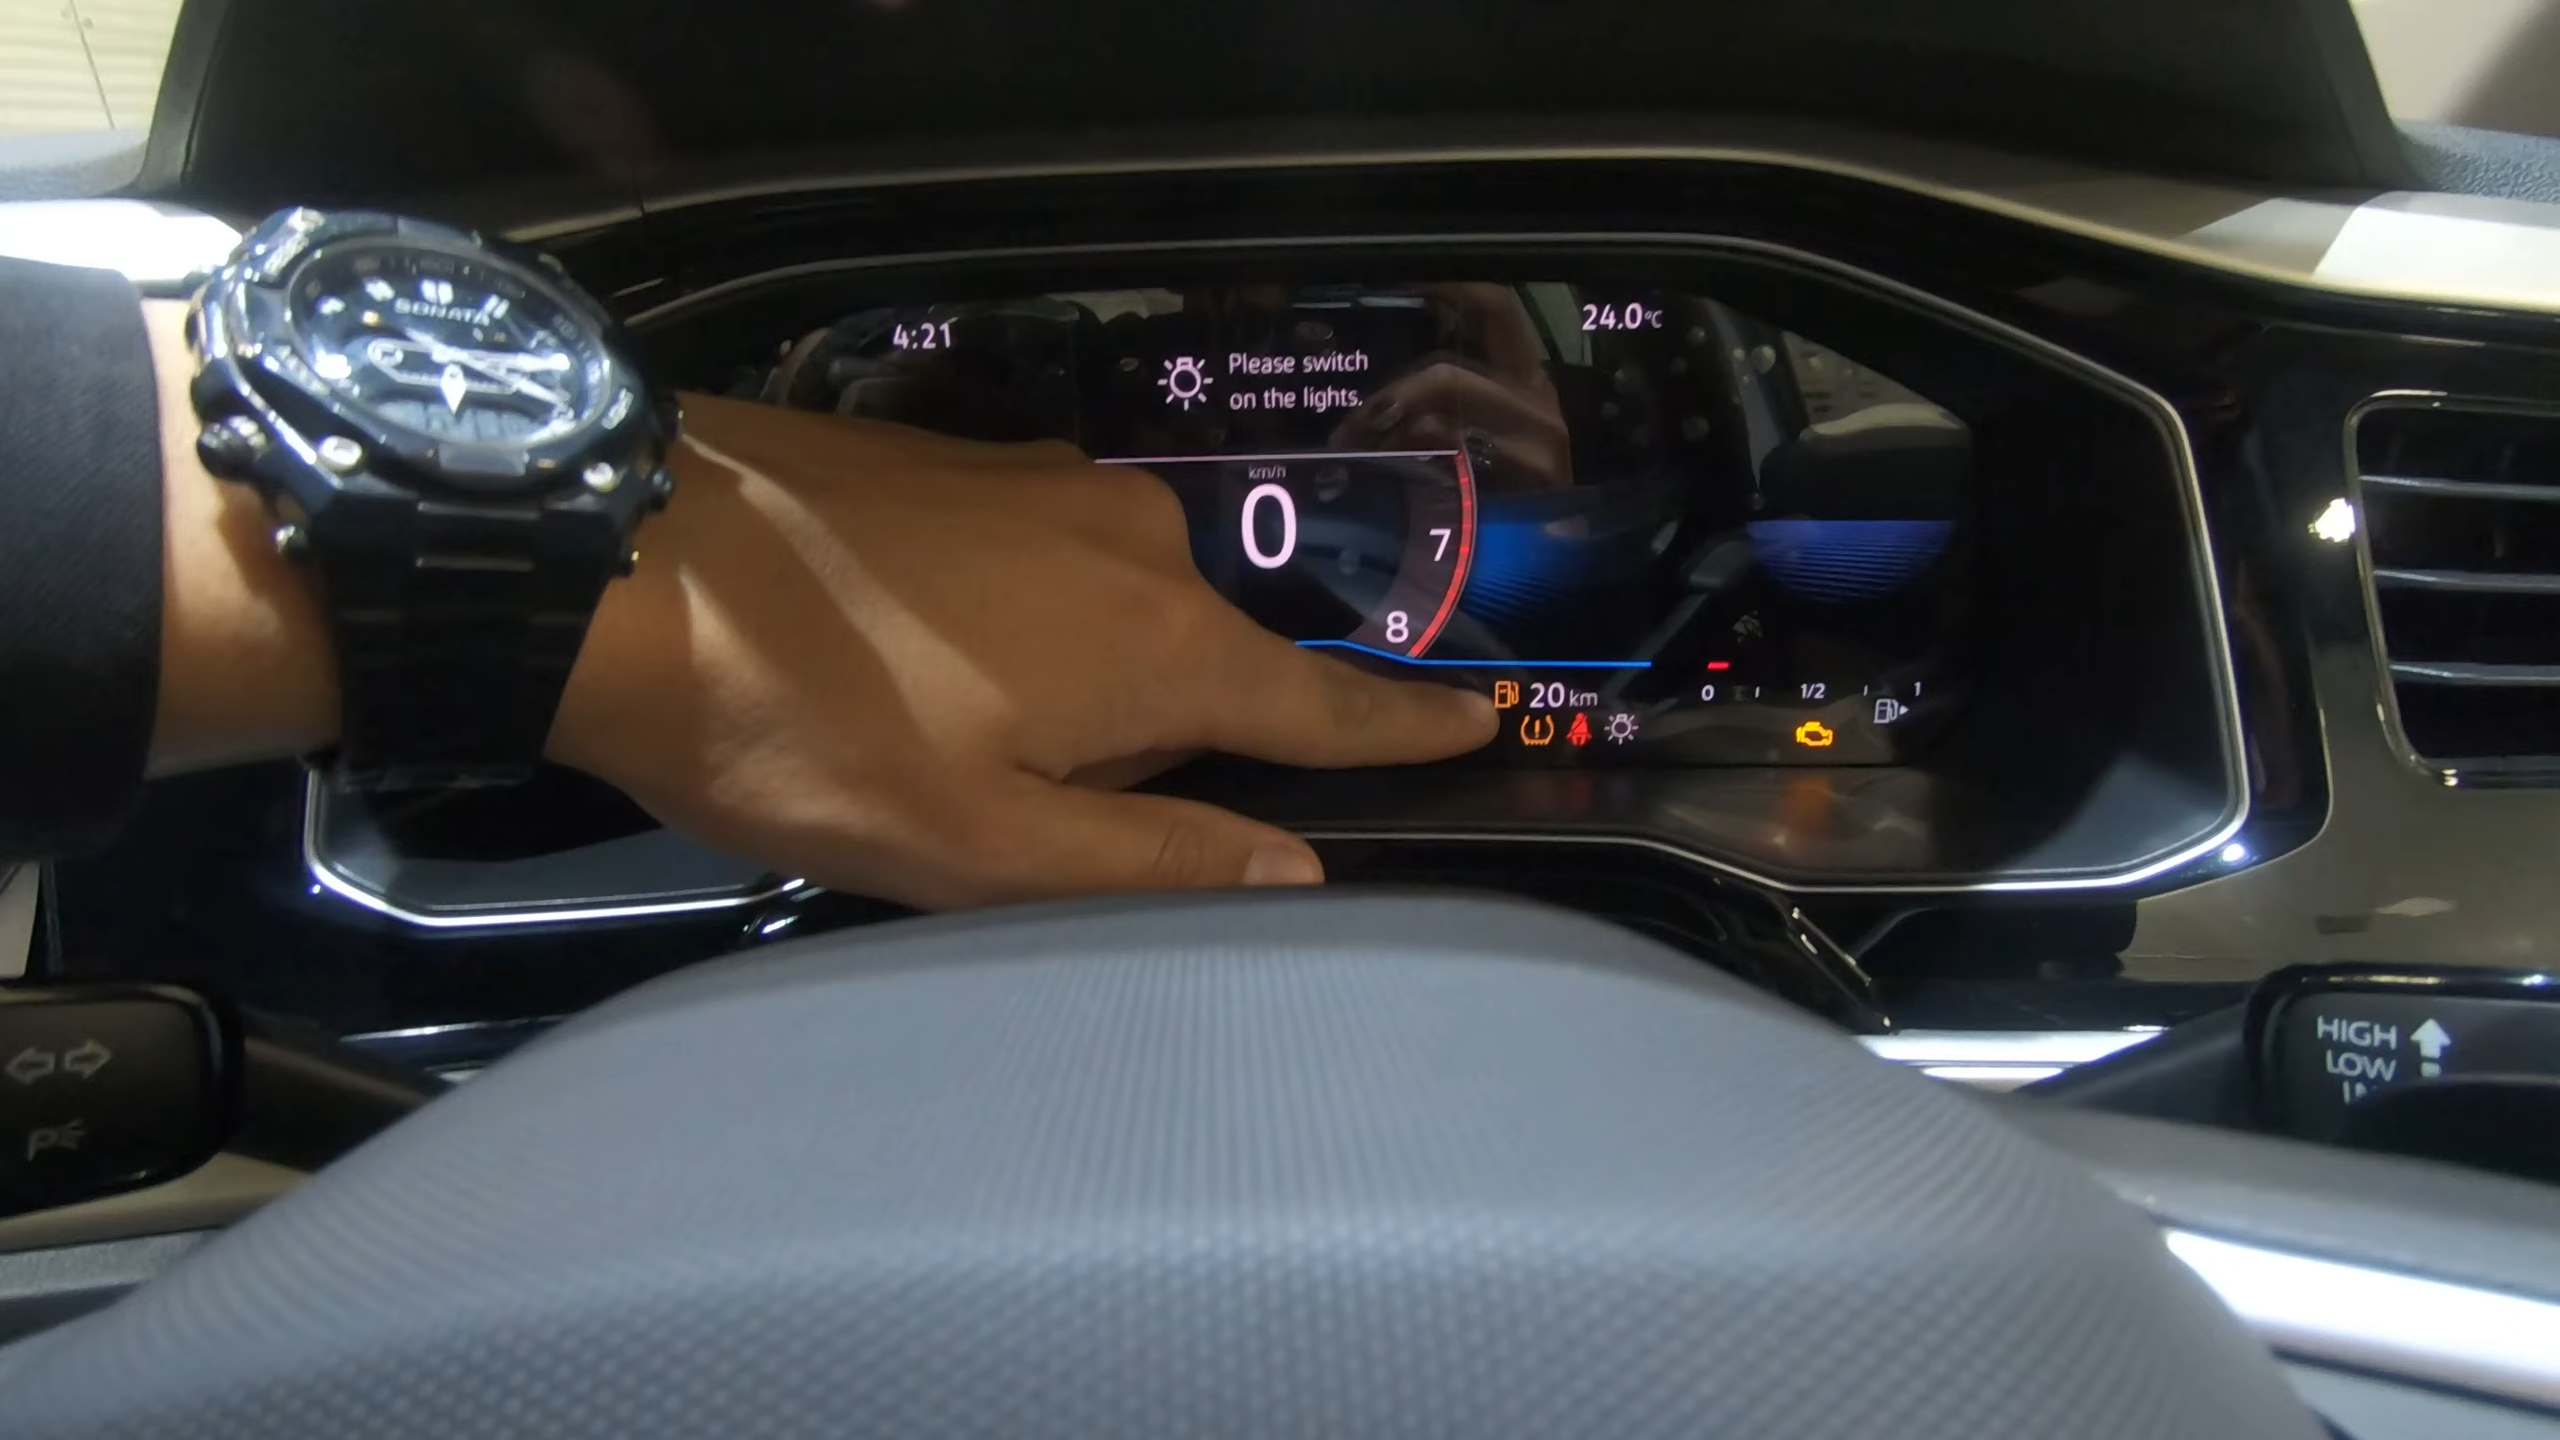 SONATA
4:21
24.0°C
Please switch
on the lights.
km/h
0
7
8
20 km
0 1/2 1
HIGH
LOW
P